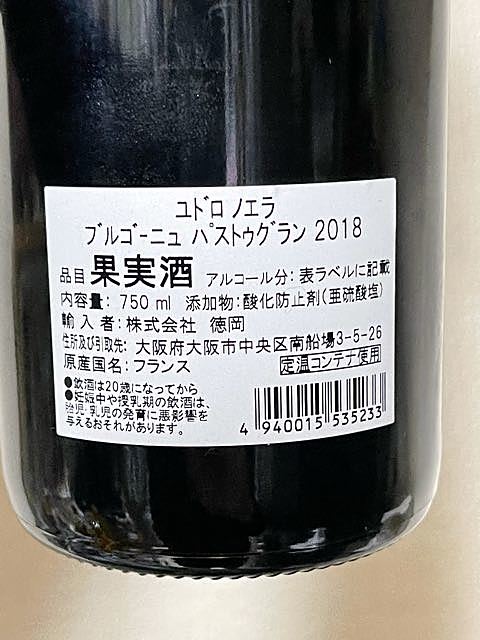 ﾕﾄﾞﾛ ﾉｴﾗ
ﾌﾞﾙｺﾞｰﾆｭ ﾊﾟｽﾄｩｸﾞﾗﾝ 2018
品目 果実酒 アルコール分：表ラベルに記載
内容量：750 ml 添加物：酸化防止剤（亜硫酸塩）
輸入者：株式会社 徳岡
住所及び引取先：大阪府大阪市中央区南船場3-5-26
原産国名：フランス 定温コンテナ使用
●飲酒は20歳になってから
●妊娠中や授乳期の飲酒は、
胎児・乳児の発育に悪影響を
与えるおそれがあります。
4 940015 535233